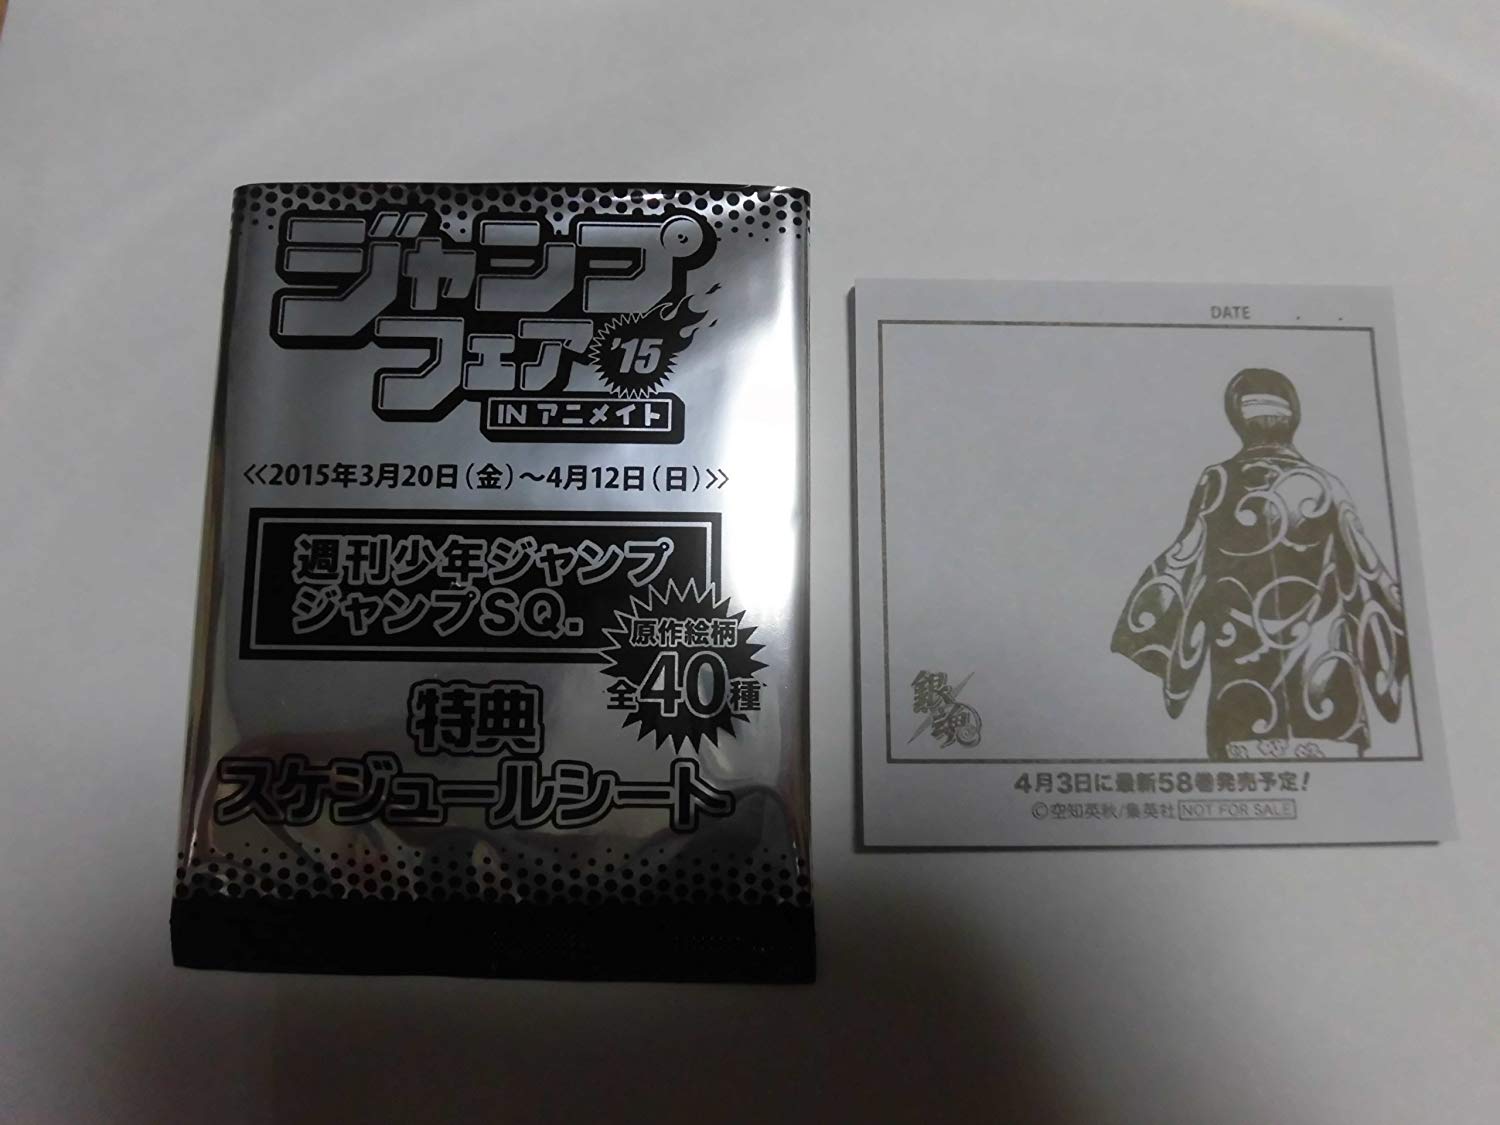 ジャンプ
フェア'15
IN アニメイト
<<2015年3月20日(金)～4月12日(日)>>
週刊少年ジャンプ
ジャンプSQ.
原作絵柄
全40種
特典
スケジュールシート
DATE . .
銀魂
4月3日に最新58巻発売予定!
©空知英秋/集英社 NOT FOR SALE